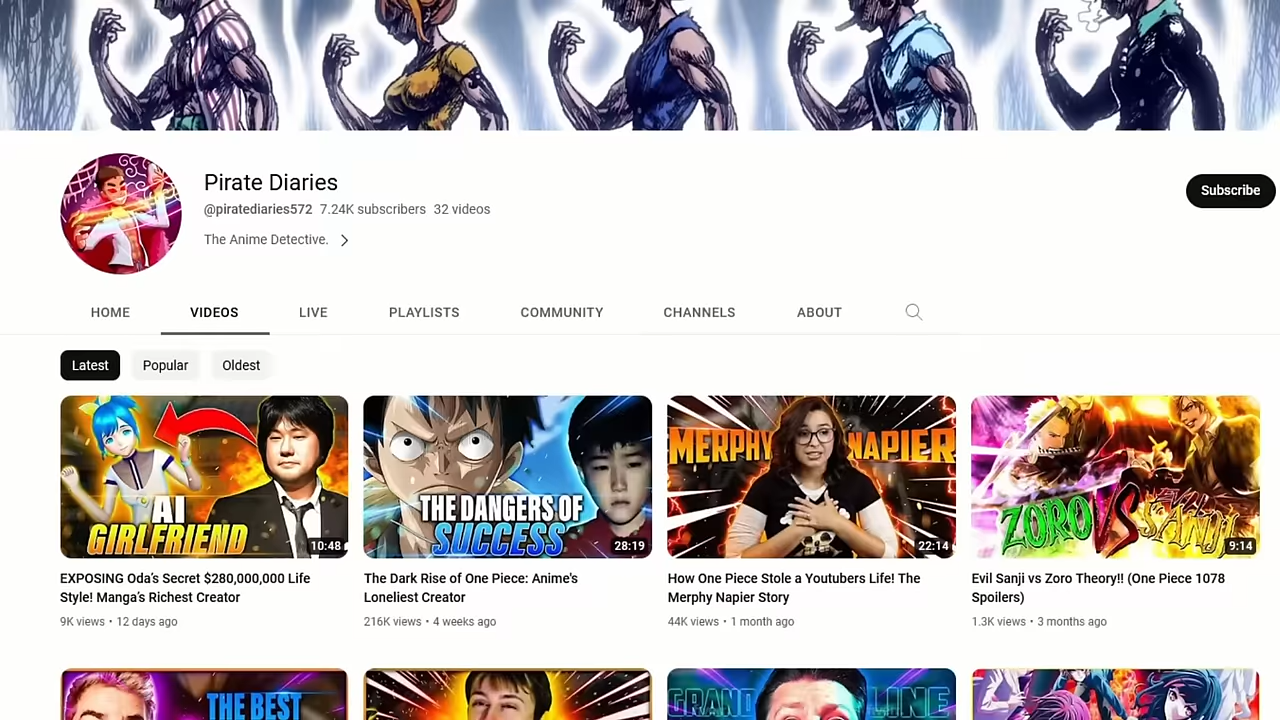 Pirate Diaries
@piratediaries572 7.24K subscribers 32 videos
Subscribe
The Anime Detective.
HOME VIDEOS LIVE PLAYLISTS COMMUNITY CHANNELS ABOUT
Latest Popular Oldest
AI
GIRLFRIEND
10:48
THE DANGERS OF
SUCCESS
28:19
MERPHY NAPIER
22:14
ZORO VS EVIL SANJI
9:14
EXPOSING Oda's Secret $280,000,000 Life
Style! Manga's Richest Creator
9K views • 12 days ago
The Dark Rise of One Piece: Anime's
Loneliest Creator
216K views • 4 weeks ago
How One Piece Stole a Youtubers Life! The
Merphy Napier Story
44K views • 1 month ago
Evil Sanji vs Zoro Theory!! (One Piece 1078
Spoilers)
1.3K views • 3 months ago
THE BEST
GRAND LINE